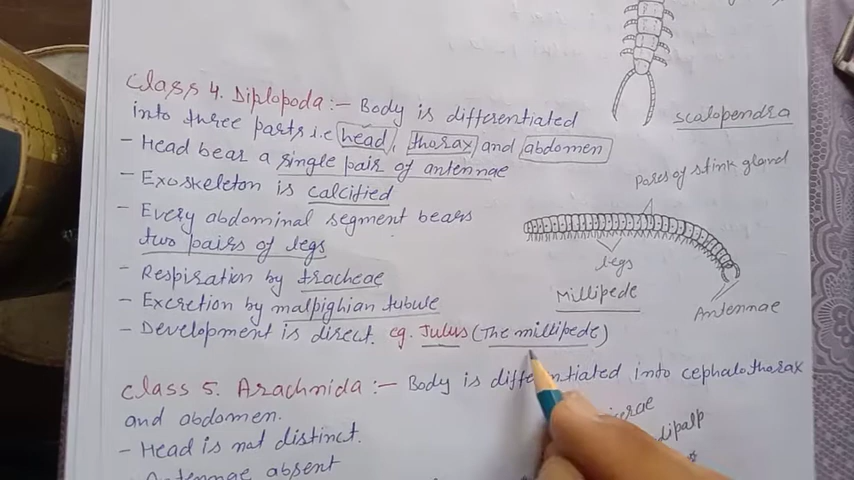 scalopendra
Class 4. Diplopoda :- Body is differentiated
into three parts i.e head, thorax and abdomen
- Head bear a single pair of antennae
- Exoskeleton is calcified
- Every abdominal segment bears
two pairs of legs
- Respiration by tracheae
- Excretion by malpighian tubule
- Development is direct. eg. Julus (The millipede)
Pores of stink gland
legs
Millipede
Antennae
Class 5. Arachnida :- Body is differentiated into cephalothorax
and abdomen.
- Head is not distinct.
- Antennae absent